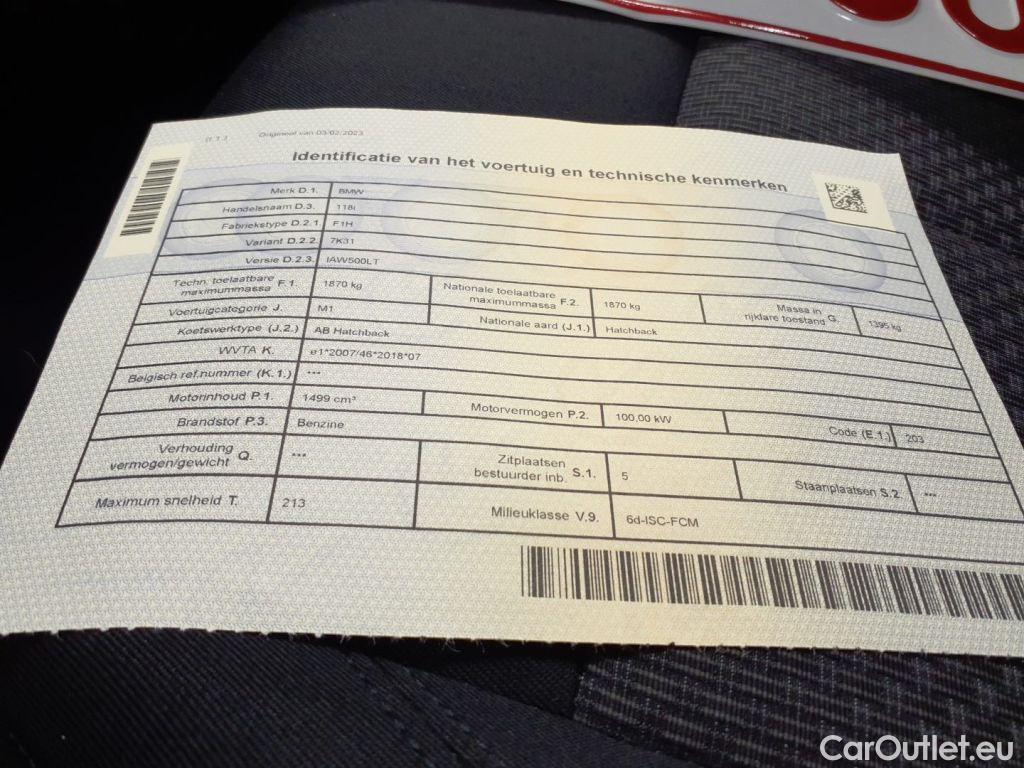 (I.T.)  Origineel van 03/02/2023
Identificatie van het voertuig en technische kenmerken
Merk D.1. BMW
Handelsnaam D.3. 118i
Fabriekstype D.2.1. F1H
Variant D.2.2. 7K31
Versie D.2.3. IAW500LT
Techn. toelaatbare maximummassa F.1. 1870 kg Nationale toelaatbare maximummassa F.2. 1870 kg Massa in rijklare toestand G. 1395 kg
Voertuigcategorie J. M1 Nationale aard (J.1.) Hatchback
Koetswerktype (J.2.) AB Hatchback
WVTA K. e1*2007/46*2018*07
Belgisch ref.nummer (K.1.) ***
Motorinhoud P.1. 1499 cm³ Motorvermogen P.2. 100,00 kW Code (E.1.) 203
Brandstof P.3. Benzine
Verhouding vermogen/gewicht Q. *** Zitplaatsen bestuurder inb. S.1. 5 Staanplaatsen S.2 ***
Maximum snelheid T. 213 Milieuklasse V.9. 6d-ISC-FCM
CarOutlet.eu